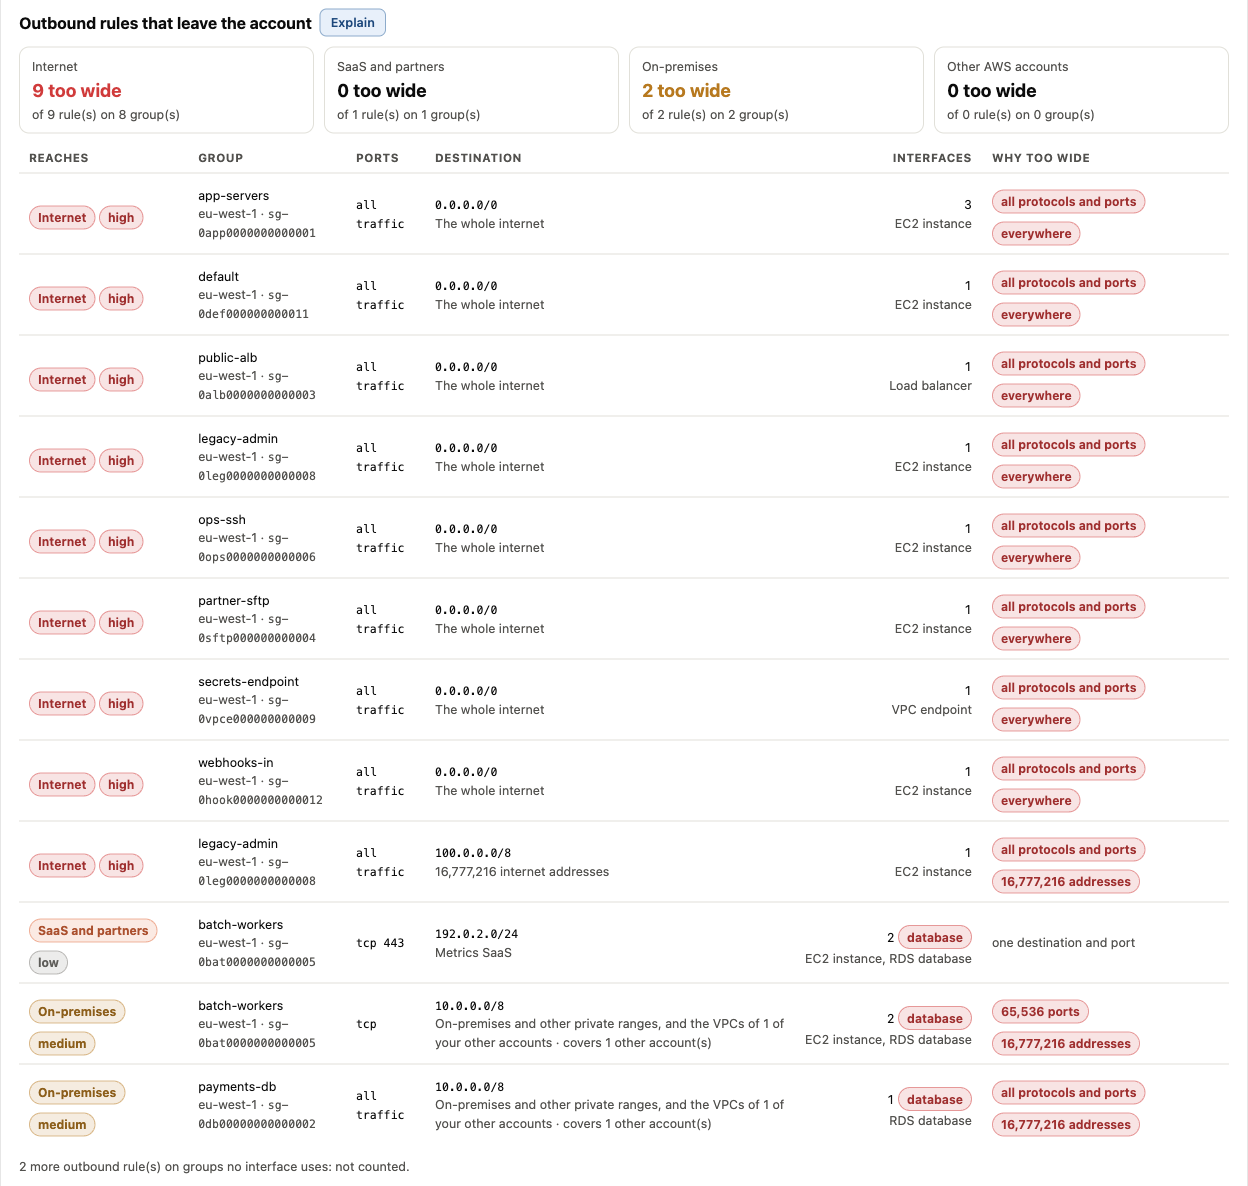 Outbound rules that leave the account Explain
Internet
9 too wide
of 9 rule(s) on 8 group(s)
SaaS and partners
0 too wide
of 1 rule(s) on 1 group(s)
On-premises
2 too wide
of 2 rule(s) on 2 group(s)
Other AWS accounts
0 too wide
of 0 rule(s) on 0 group(s)
REACHES GROUP PORTS DESTINATION INTERFACES WHY TOO WIDE
Internet high
app-servers
eu-west-1 · sg-
0app0000000000001
all
traffic
0.0.0.0/0
The whole internet
3
EC2 instance
all protocols and ports
everywhere
Internet high
default
eu-west-1 · sg-
0def000000000011
all
traffic
0.0.0.0/0
The whole internet
1
EC2 instance
all protocols and ports
everywhere
Internet high
public-alb
eu-west-1 · sg-
0alb0000000000003
all
traffic
0.0.0.0/0
The whole internet
1
Load balancer
all protocols and ports
everywhere
Internet high
legacy-admin
eu-west-1 · sg-
0leg0000000000008
all
traffic
0.0.0.0/0
The whole internet
1
EC2 instance
all protocols and ports
everywhere
Internet high
ops-ssh
eu-west-1 · sg-
0ops0000000000006
all
traffic
0.0.0.0/0
The whole internet
1
EC2 instance
all protocols and ports
everywhere
Internet high
partner-sftp
eu-west-1 · sg-
0sftp000000000004
all
traffic
0.0.0.0/0
The whole internet
1
EC2 instance
all protocols and ports
everywhere
Internet high
secrets-endpoint
eu-west-1 · sg-
0vpce000000000009
all
traffic
0.0.0.0/0
The whole internet
1
VPC endpoint
all protocols and ports
everywhere
Internet high
webhooks-in
eu-west-1 · sg-
0hook0000000000012
all
traffic
0.0.0.0/0
The whole internet
1
EC2 instance
all protocols and ports
everywhere
Internet high
legacy-admin
eu-west-1 · sg-
0leg0000000000008
all
traffic
100.0.0.0/8
16,777,216 internet addresses
1
EC2 instance
all protocols and ports
16,777,216 addresses
SaaS and partners
low
batch-workers
eu-west-1 · sg-
0bat0000000000005
tcp 443
192.0.2.0/24
Metrics SaaS
2 database
EC2 instance, RDS database
one destination and port
On-premises
medium
batch-workers
eu-west-1 · sg-
0bat0000000000005
tcp
10.0.0.0/8
On-premises and other private ranges, and the VPCs of 1 of
your other accounts · covers 1 other account(s)
2 database
EC2 instance, RDS database
65,536 ports
16,777,216 addresses
On-premises
medium
payments-db
eu-west-1 · sg-
0db00000000000002
all
traffic
10.0.0.0/8
On-premises and other private ranges, and the VPCs of 1 of
your other accounts · covers 1 other account(s)
1 database
RDS database
all protocols and ports
16,777,216 addresses
2 more outbound rule(s) on groups no interface uses: not counted.